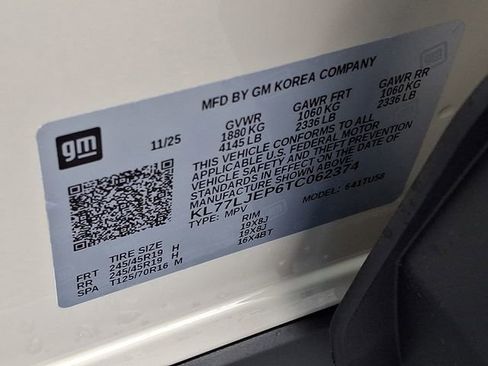 MFD BY GM KOREA COMPANY
gm
11/25
GVWR GAWR FRT GAWR RR
1880 KG 1060 KG 1060 KG
4145 LB 2336 LB 2336 LB
THIS VEHICLE CONFORMS TO ALL
APPLICABLE U.S. FEDERAL MOTOR
VEHICLE SAFETY AND THEFT PREVENTION
STANDARDS IN EFFECT ON THE DATE OF
MANUFACTURE SHOWN ABOVE.
KL77LJEP6TC062374
TYPE: MPV MODEL: 641TU58
TIRE SIZE RIM
FRT 245/45R19 H 19X8J
RR 245/45R19 H 19X8J
SPA T125/70R16 M 16X4BT